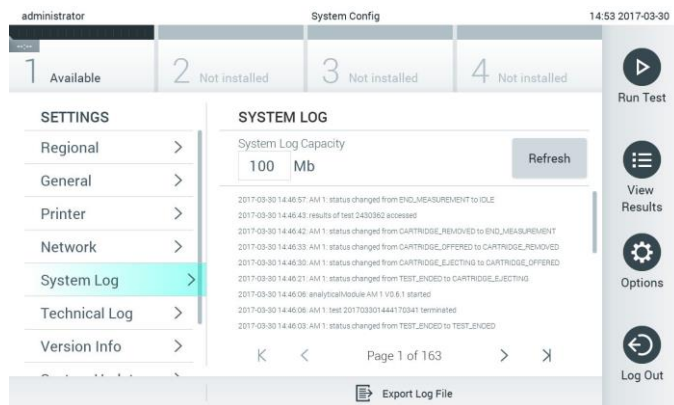 administrator
System Config
14:53 2017-03-30
--:--
1 Available
2 Not installed
3 Not installed
4 Not installed
Run Test
SETTINGS
Regional
General
Printer
Network
System Log
Technical Log
Version Info
SYSTEM LOG
System Log Capacity
100 Mb
Refresh
2017-03-30 14:46:57: AM 1: status changed from END_MEASUREMENT to IDLE
2017-03-30 14:46:43: results of test 2430362 accessed
2017-03-30 14:46:42: AM 1: status changed from CARTRIDGE_REMOVED to END_MEASUREMENT
2017-03-30 14:46:33: AM 1: status changed from CARTRIDGE_OFFERED to CARTRIDGE_REMOVED
2017-03-30 14:46:30: AM 1: status changed from CARTRIDGE_EJECTING to CARTRIDGE_OFFERED
2017-03-30 14:46:21: AM 1: status changed from TEST_ENDED to CARTRIDGE_EJECTING
2017-03-30 14:46:06: analyticalModule AM 1 V0.6.1 started
2017-03-30 14:46:06: AM 1: test 201703301444170341 terminated
2017-03-30 14:46:03: AM 1: status changed from TEST_ENDED to TEST_ENDED
Page 1 of 163
Export Log File
View
Results
Options
Log Out